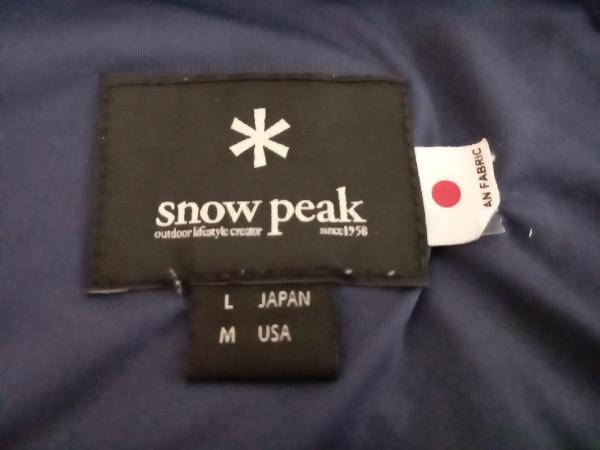 snow peak
outdoor lifestyle creator since1958
AN FABRIC
L JAPAN
M USA